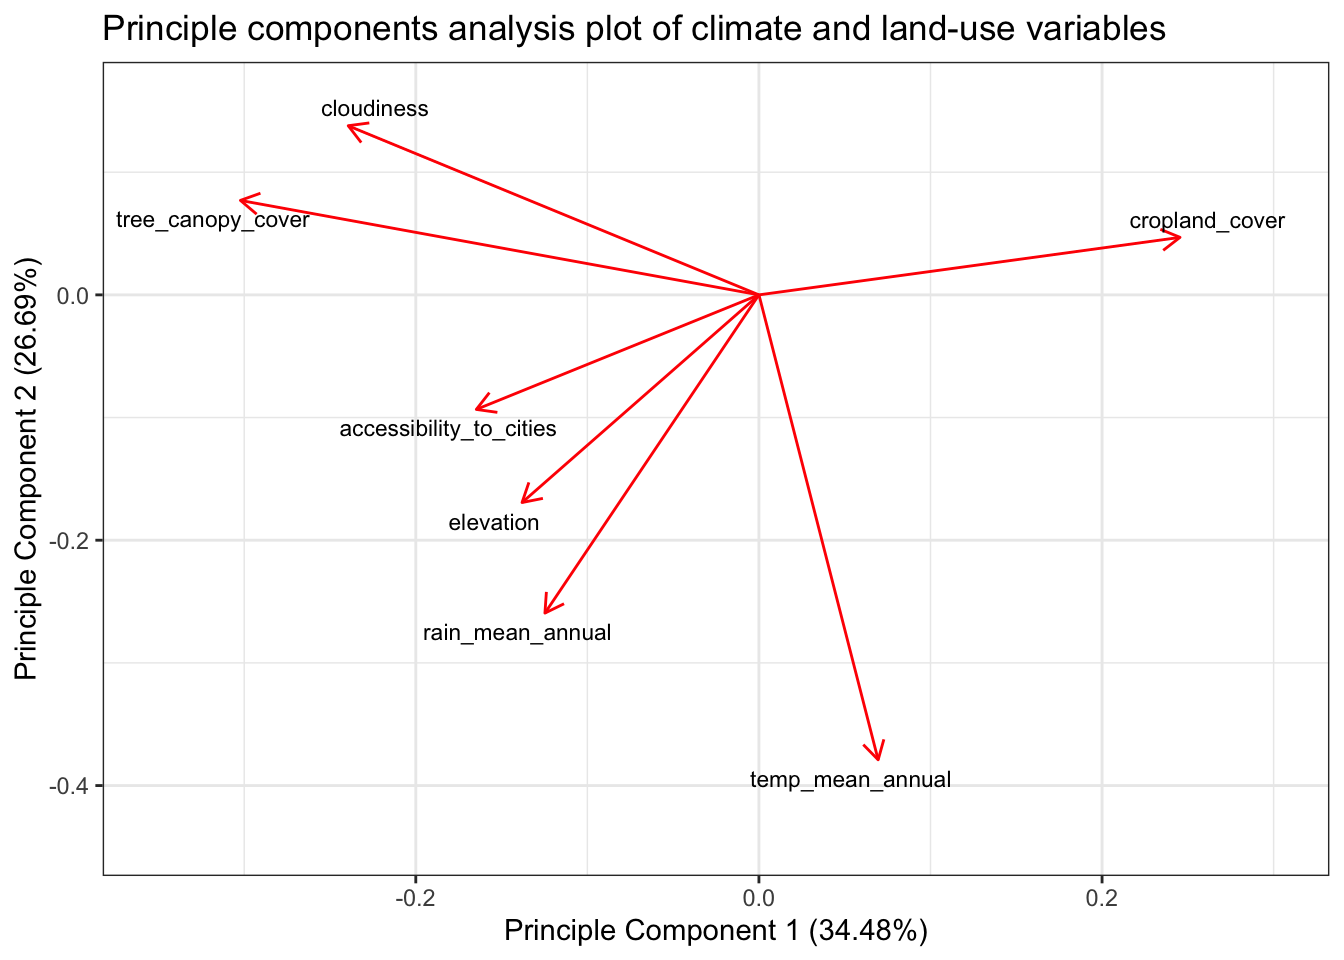 Principle components analysis plot of climate and land-use variables
cloudiness
tree_canopy_cover
cropland_cover
accessibility_to_cities
elevation
rain_mean_annual
temp_mean_annual
0.0
-0.2
-0.4
Principle Component 2 (26.69%)
-0.2
0.0
0.2
Principle Component 1 (34.48%)